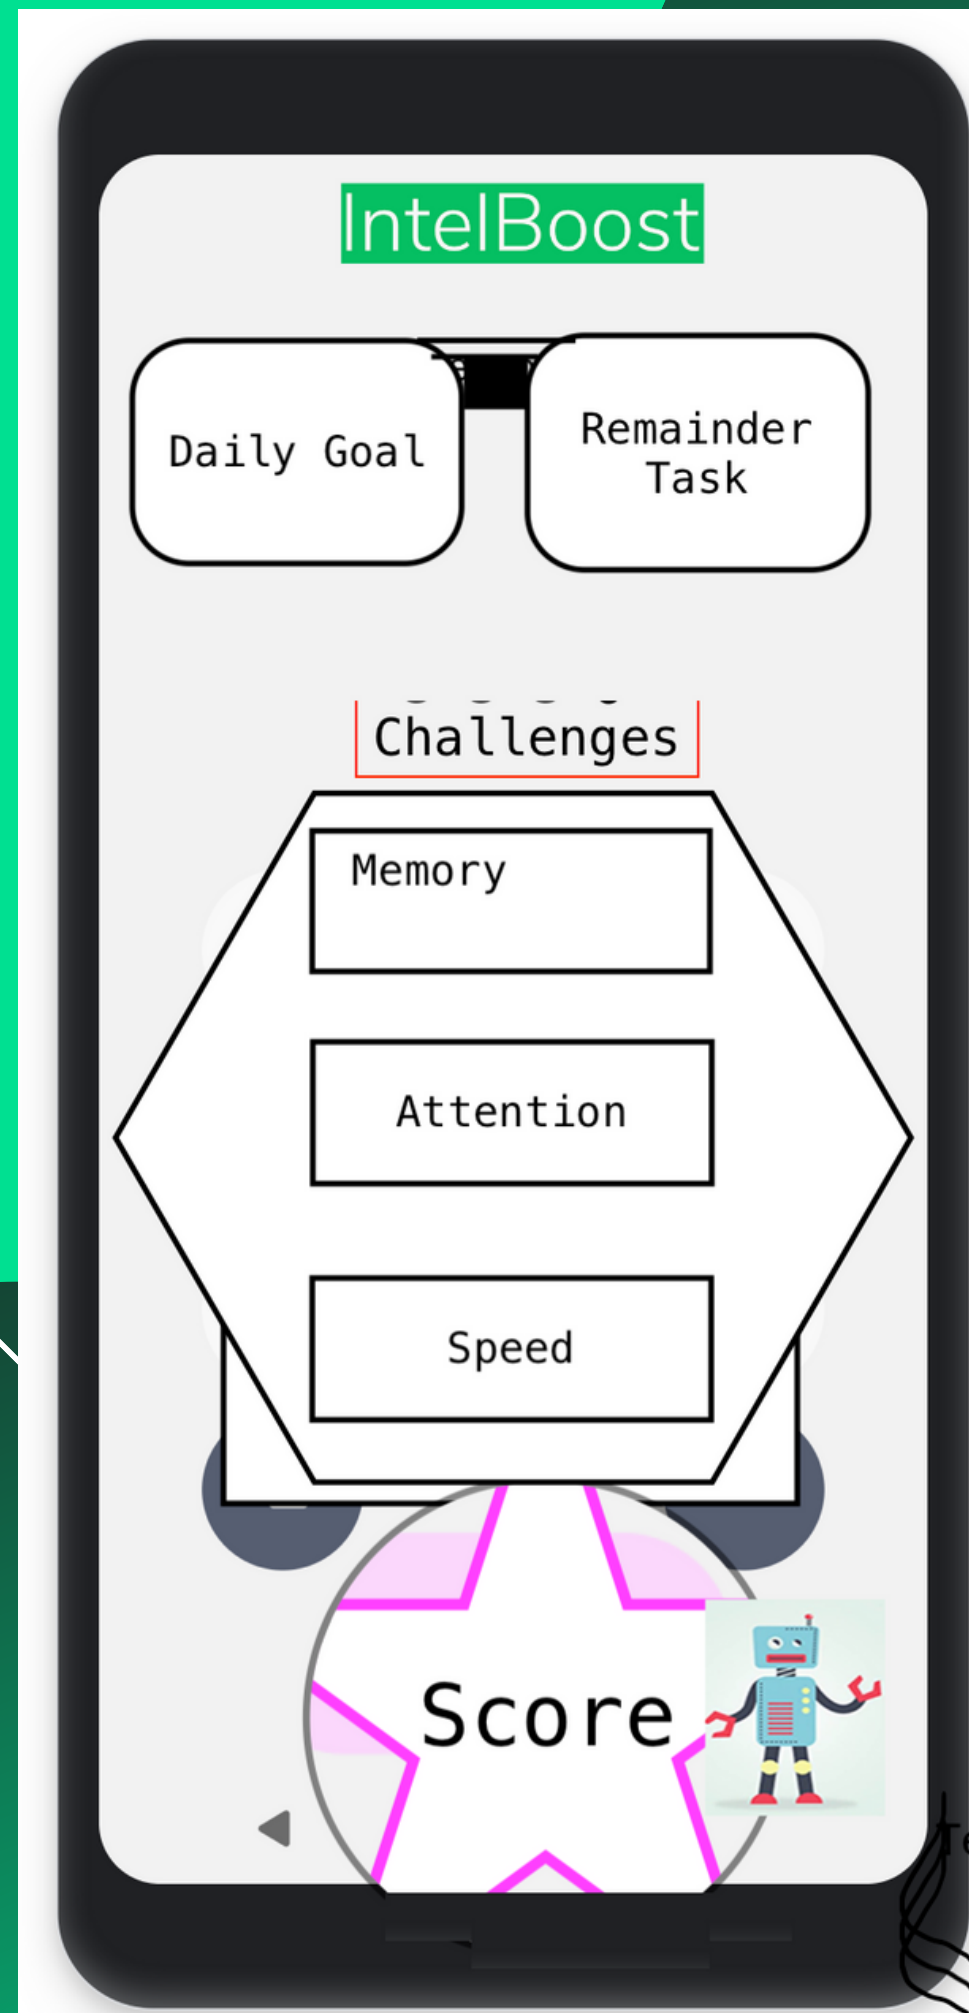 IntelBoost
Daily Goal
Remainder
Task
Challenges
Memory
Attention
Speed
Score